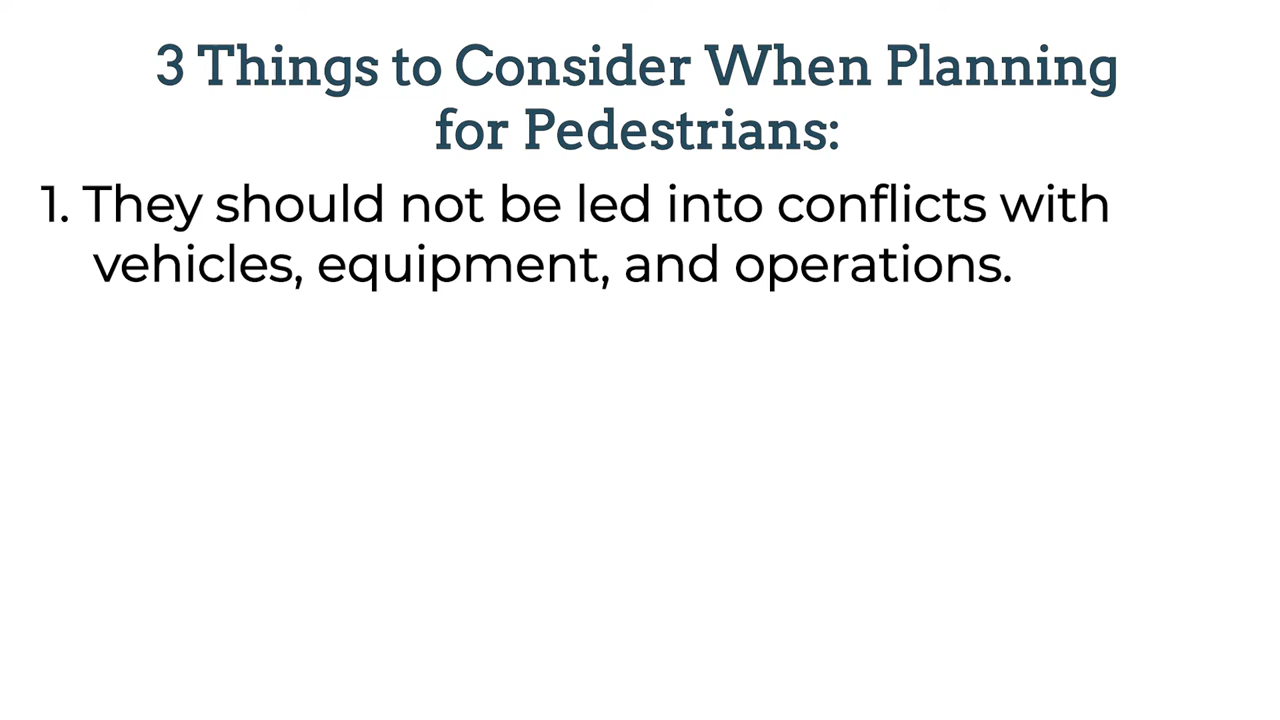 3 Things to Consider When Planning
for Pedestrians:
1. They should not be led into conflicts with
vehicles, equipment, and operations.